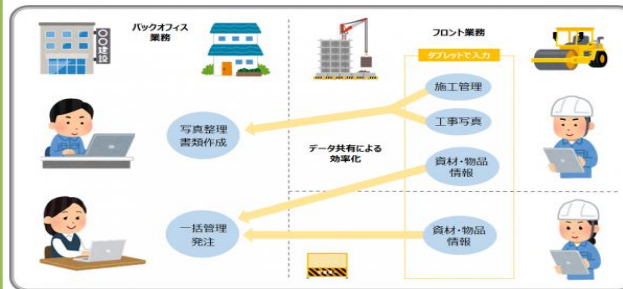 バックオフィス
業務
フロント業務
〇〇建設
タブレットで入力
施工管理
写真整理
書類作成
工事写真
データ共有による
効率化
資材・物品
情報
一括管理
発注
資材・物品
情報